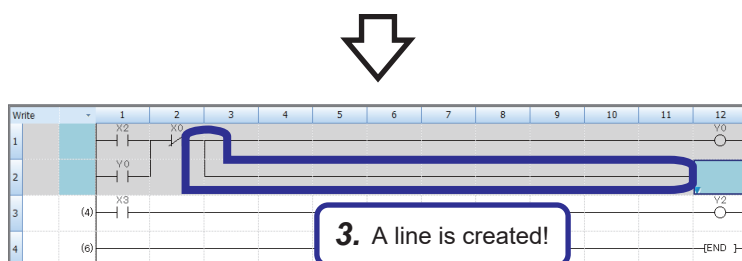 Write 1 2 3 4 5 6 7 8 9 10 11 12
1 X2 X0 Y0
2 Y0
3 (4) X3 Y2
3. A line is created!
4 (6) END